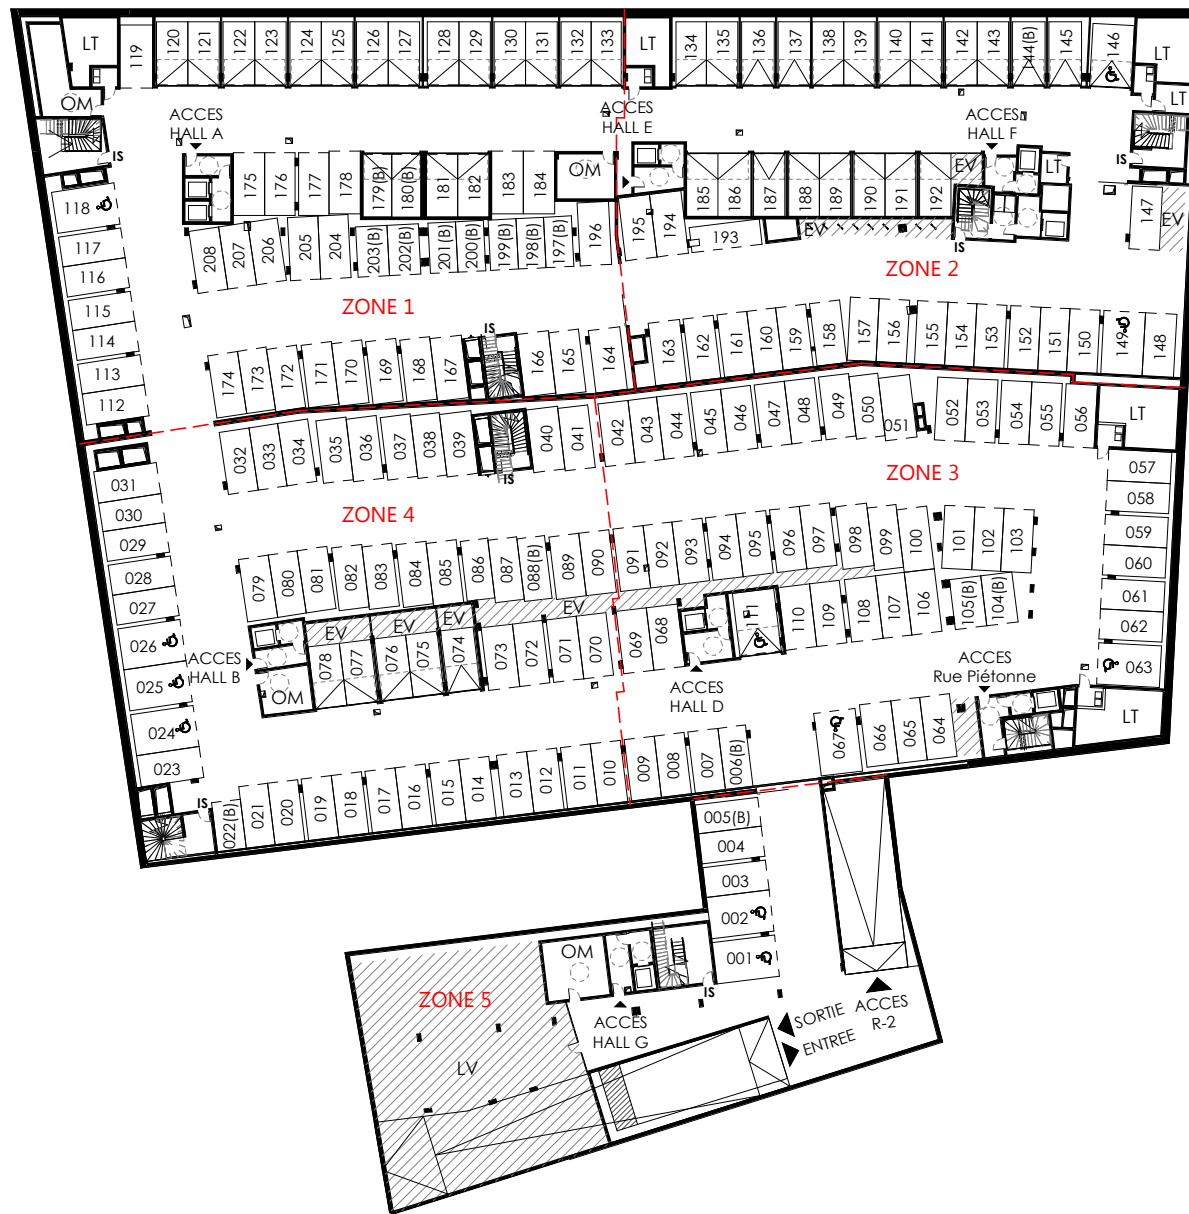 LT
119
120
121
122
123
124
125
126
127
128
129
130
131
132
133
LT
134
135
136
137
138
139
140
141
142
143
144(B)
145
146
LT
LT
OM
ACCES
HALL A
ACCES
HALL E
ACCES
HALL F
IS
IS
175
176
177
178
179(B)
180(B)
181
182
183
184
OM
185
186
187
188
189
190
191
192
EV
LT
118
117
116
115
114
113
112
208
207
206
205
204
203(B)
202(B)
201(B)
200(B)
199(B)
198(B)
197(B)
196
195
194
193
EV
IS
147
EV
ZONE 1
ZONE 2
174
173
172
171
170
169
168
167
IS
166
165
164
163
162
161
160
159
158
157
156
155
154
153
152
151
150
149
148
032
033
034
035
036
037
038
039
IS
040
041
042
043
044
045
046
047
048
049
050
051
052
053
054
055
056
LT
031
030
029
028
027
026
025
024
023
ZONE 4
ZONE 3
057
058
059
060
061
062
063
079
080
081
082
083
084
085
086
087
088(B)
089
090
091
092
093
094
095
096
097
098
099
100
101
102
103
EV
EV
EV
EV
ACCES
HALL B
OM
078
077
076
075
074
073
072
071
070
069
068
111
110
109
108
107
106
105(B)
104(B)
ACCES
HALL D
ACCES
Rue Piétonne
LT
067
066
065
064
IS
022(B)
021
020
019
018
017
016
015
014
013
012
011
010
009
008
007
006(B)
005(B)
004
003
002
001
OM
IS
ZONE 5
ACCES
HALL G
SORTIE
ENTREE
ACCES
R-2
LV